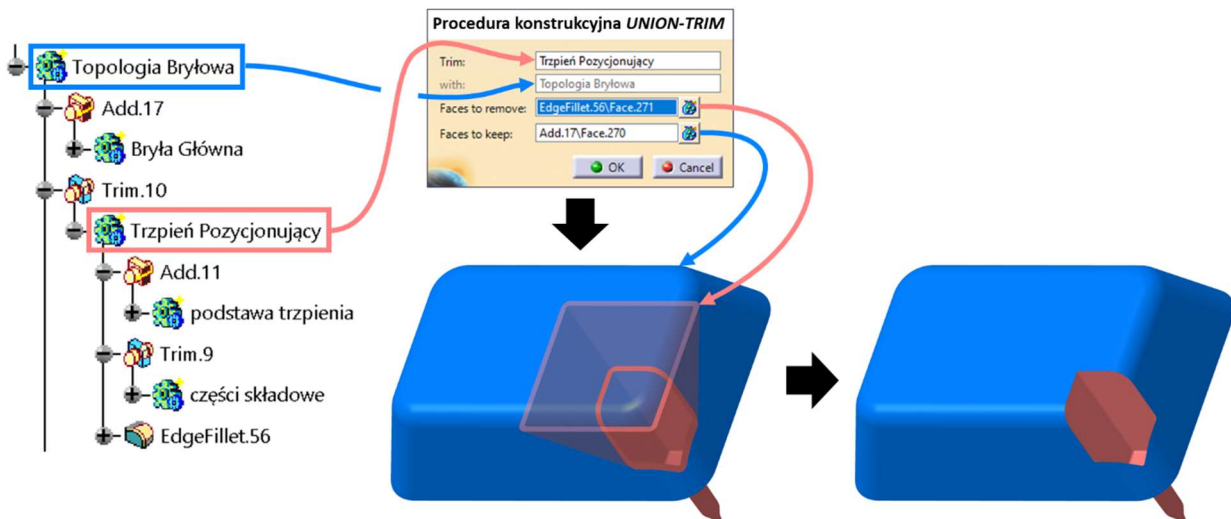 Topologia Bryłowa
Add.17
Bryła Główna
Trim.10
Trzpień Pozycjonujący
Add.11
podstawa trzpienia
Trim.9
części składowe
EdgeFillet.56
Procedura konstrukcyjna UNION-TRIM
Trim: Trzpień Pozycjonujący
with: Topologia Bryłowa
Faces to remove: EdgeFillet.56\Face.271
Faces to keep: Add.17\Face.270
OK Cancel